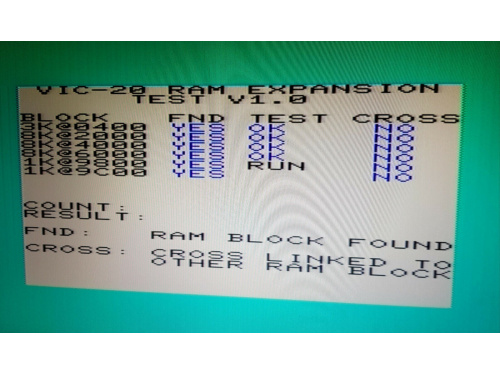 VIC-20 RAM EXPANSION
TEST V1.0
BLOCK FND TEST CROSS
3K@0400 YES OK NO
8K@2000 YES OK NO
8K@4000 YES OK NO
8K@6000 YES OK NO
1K@9800 YES RUN NO
1K@9C00 YES NO
COUNT:
RESULT:
FND: RAM BLOCK FOUND
CROSS: CROSS LINKED TO
OTHER RAM BLOCK